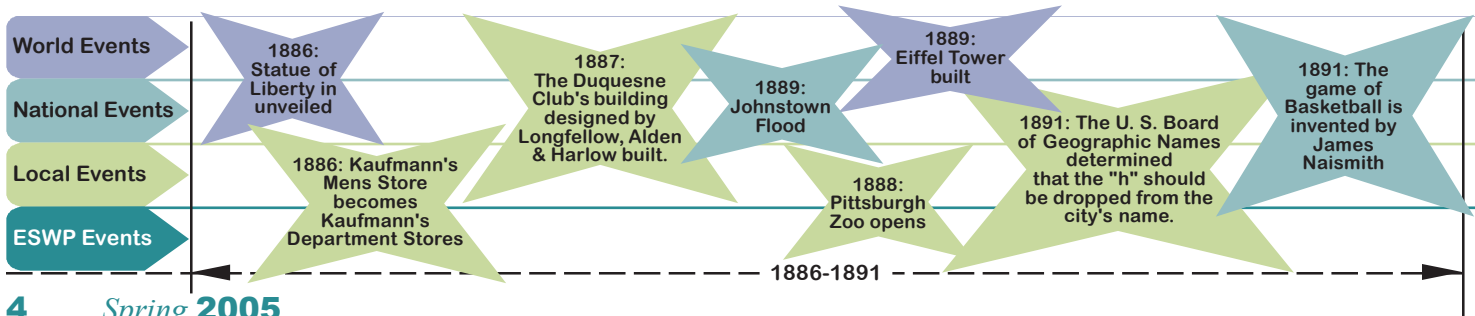 World Events
National Events
Local Events
ESWP Events
1886:
Statue of
Liberty in
unveiled
1886: Kaufmann's
Mens Store
becomes
Kaufmann's
Department Stores
1887:
The Duquesne
Club's building
designed by
Longfellow, Alden
& Harlow built.
1889:
Johnstown
Flood
1889:
Eiffel Tower
built
1888:
Pittsburgh
Zoo opens
1891: The U. S. Board
of Geographic Names
determined
that the "h" should
be dropped from the
city's name.
1891: The
game of
Basketball is
invented by
James
Naismith
1886-1891
4 Spring 2005